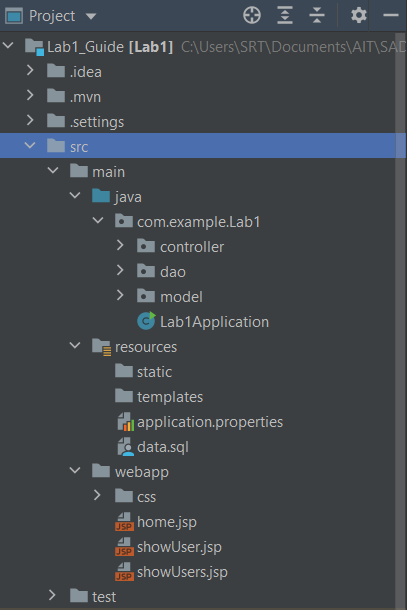 Project
Lab1_Guide [Lab1] C:\Users\SRT\Documents\AIT\SAD
.idea
.mvn
.settings
src
main
java
com.example.Lab1
controller
dao
model
Lab1Application
resources
static
templates
application.properties
data.sql
webapp
css
home.jsp
showUser.jsp
showUsers.jsp
test